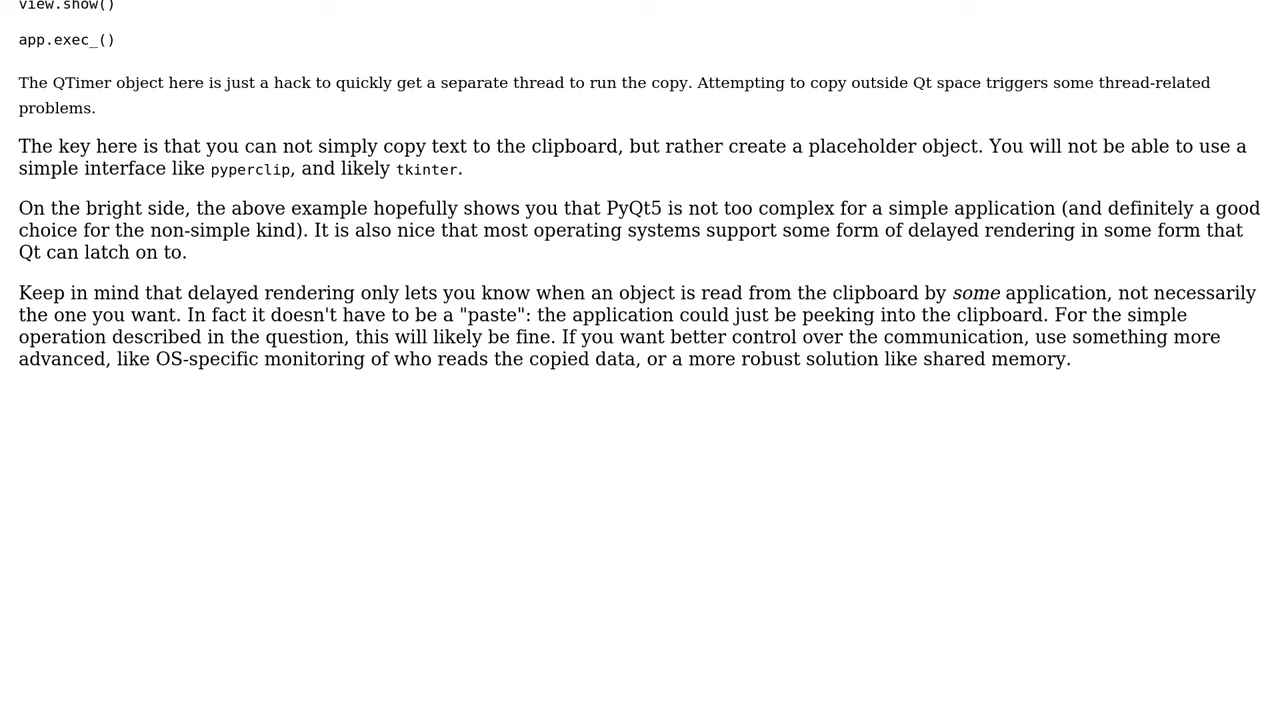 view.show()
app.exec_()
The QTimer object here is just a hack to quickly get a separate thread to run the copy. Attempting to copy outside Qt space triggers some thread-related
problems.
The key here is that you can not simply copy text to the clipboard, but rather create a placeholder object. You will not be able to use a
simple interface like pyperclip, and likely tkinter.
On the bright side, the above example hopefully shows you that PyQt5 is not too complex for a simple application (and definitely a good
choice for the non-simple kind). It is also nice that most operating systems support some form of delayed rendering in some form that
Qt can latch on to.
Keep in mind that delayed rendering only lets you know when an object is read from the clipboard by some application, not necessarily
the one you want. In fact it doesn't have to be a "paste": the application could just be peeking into the clipboard. For the simple
operation described in the question, this will likely be fine. If you want better control over the communication, use something more
advanced, like OS-specific monitoring of who reads the copied data, or a more robust solution like shared memory.